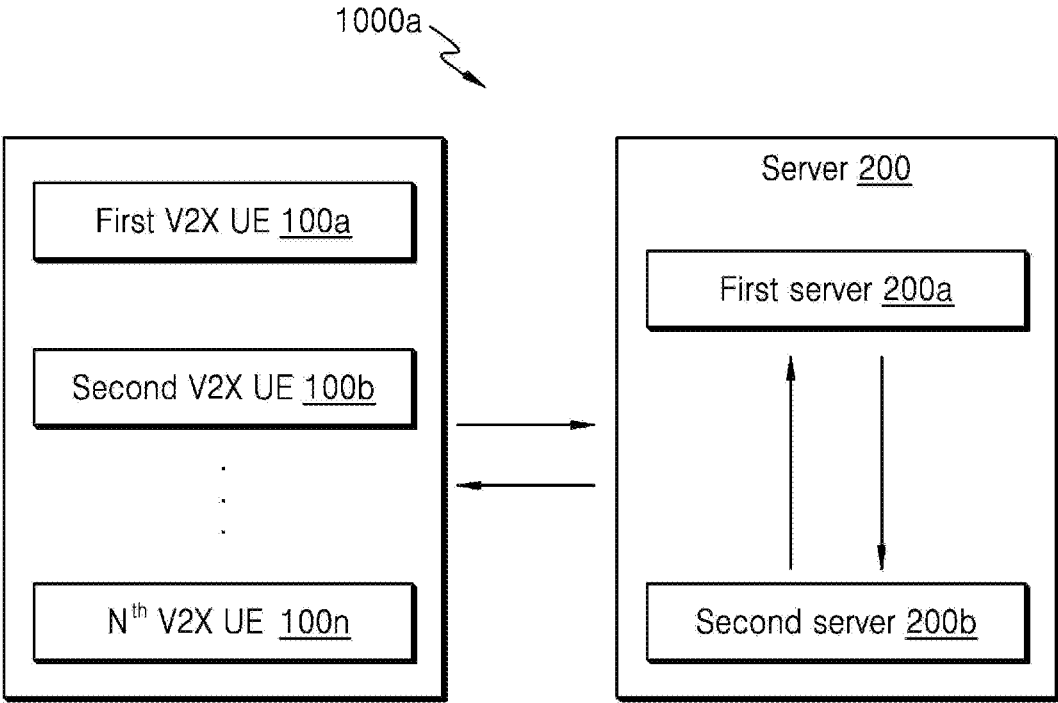 1000a
First V2X UE 100a
Second V2X UE 100b
Nth V2X UE 100n
Server 200
First server 200a
Second server 200b